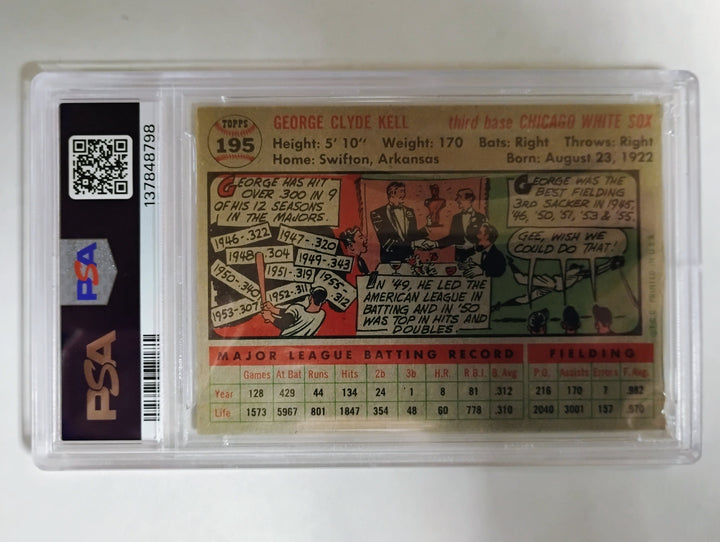 137848798
PSA
PSA
TOPPS
195
GEORGE CLYDE KELL third base CHICAGO WHITE SOX
Height: 5' 10" Weight: 170 Bats: Right Throws: Right
Home: Swifton, Arkansas Born: August 23, 1922
GEORGE HAS HIT
OVER .300 IN 9
OF HIS 12 SEASONS
IN THE MAJORS.
1946-.322
1947-.320
1948-.304
1949-.343
1950-.340
1951-.319
1952-.311
1953-.307
1955-.312
IN '49, HE LED THE
AMERICAN LEAGUE IN
BATTING AND IN '50
WAS TOP IN HITS AND
DOUBLES.
GEORGE WAS THE
BEST FIELDING
3RD SACKER IN 1945,
'46, '50, '51, '53 & '55.
GEE, WISH WE
COULD DO THAT!
T.C.G. PRINTED IN U.S.A.
MAJOR LEAGUE BATTING RECORD FIELDING
Games At Bat Runs Hits 2b 3b H.R. R.B.I. B. Avg P.O. Assists Errors F. Avg.
Year 128 429 44 134 24 1 8 81 .312 216 170 7 .982
Life 1573 5967 801 1847 354 48 60 778 .310 2040 3001 157 .970